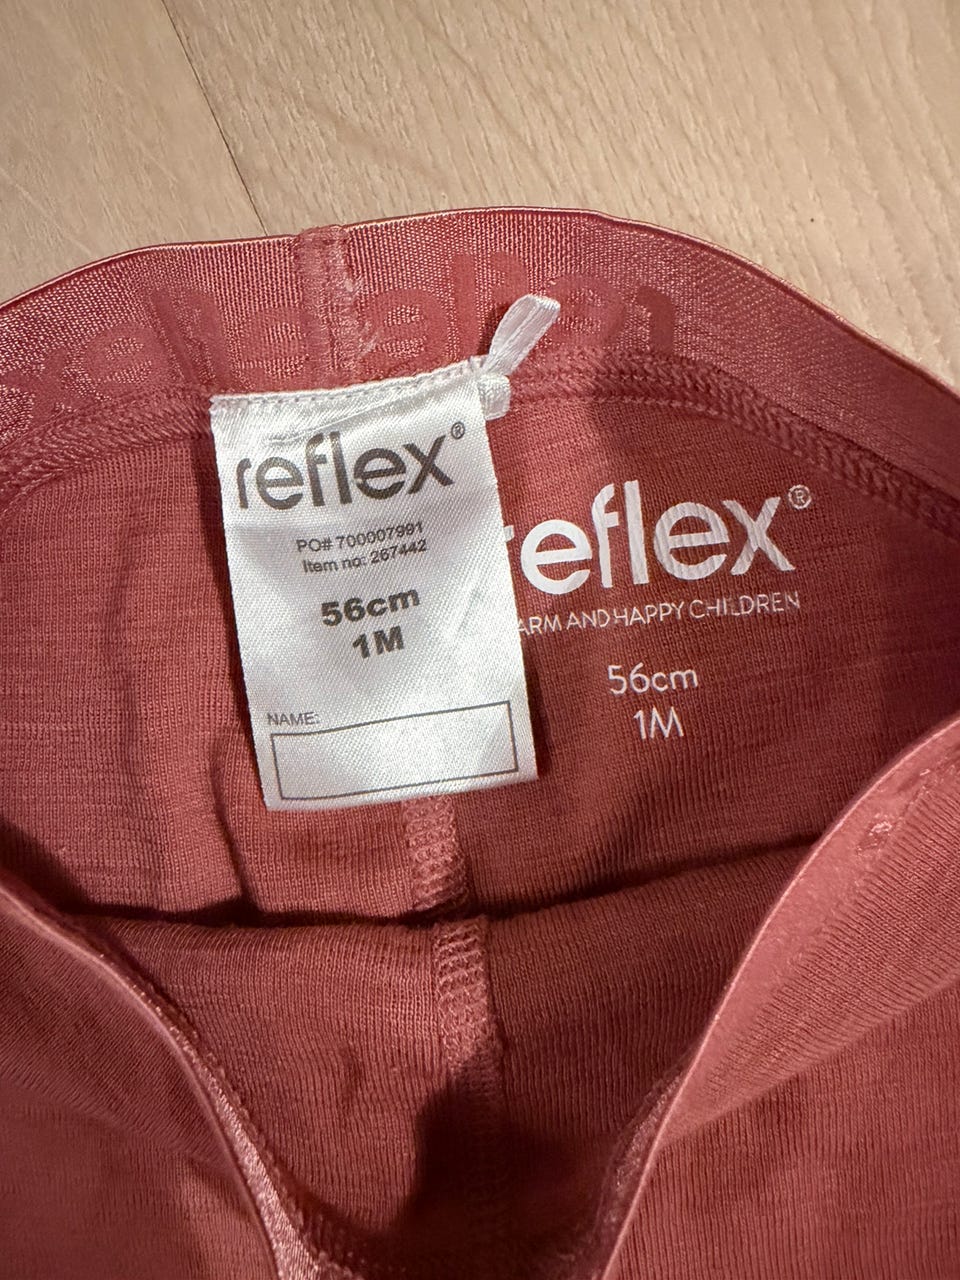 reflex®
PO# 700007991
Item no: 267442
56cm
1M
NAME:
reflex®
ARM AND HAPPY CHILDREN
56cm
1M